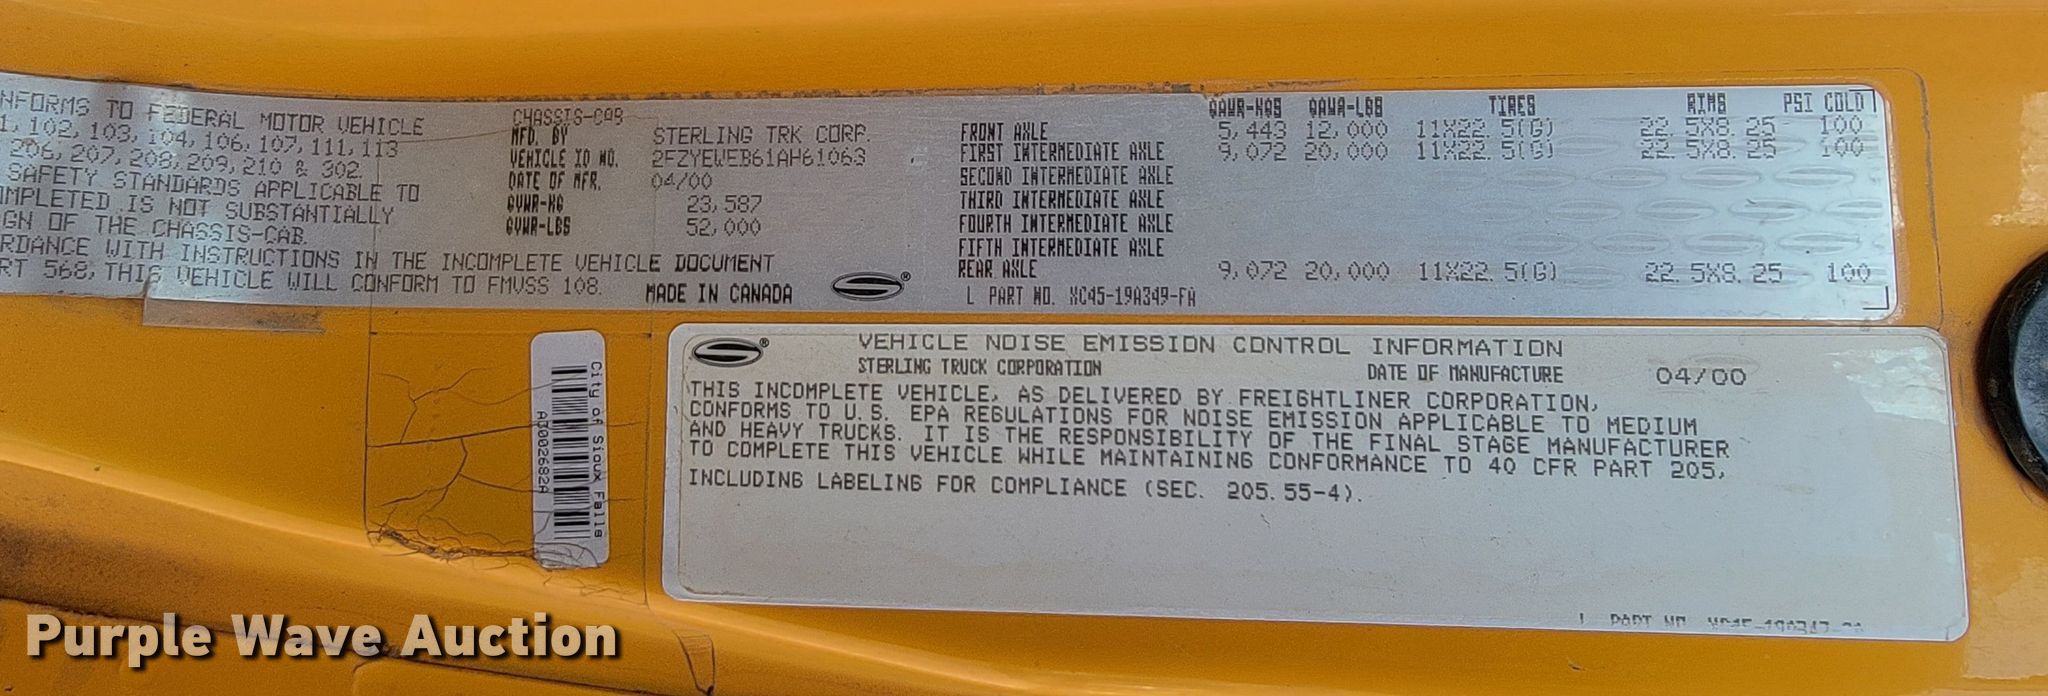 NFORMS TO FEDERAL MOTOR VEHICLE
1, 102, 103, 104, 106, 107, 111, 113
206, 207, 208, 209, 210 & 302.
SAFETY STANDARDS APPLICABLE TO
OMPLETED IS NOT SUBSTANTIALLY
IGN OF THE CHASSIS-CAB.
RDANCE WITH INSTRUCTIONS IN THE INCOMPLETE VEHICLE DOCUMENT
RT 568, THIS VEHICLE WILL CONFORM TO FMVSS 108.
CHASSIS-CAB
MFD. BY STERLING TRK CORP.
VEHICLE ID NO. 2FZYEWEB61AH61063
DATE OF MFR. 04/00
GVWR-KG 23,587
GVWR-LBS 52,000
MADE IN CANADA
GAWR-KGS GAWR-LBS TIRES RIMS PSI COLD
FRONT AXLE 5,443 12,000 11X22.5(G) 22.5X8.25 100
FIRST INTERMEDIATE AXLE 9,072 20,000 11X22.5(G) 22.5X8.25 100
SECOND INTERMEDIATE AXLE
THIRD INTERMEDIATE AXLE
FOURTH INTERMEDIATE AXLE
FIFTH INTERMEDIATE AXLE
REAR AXLE 9,072 20,000 11X22.5(G) 22.5X8.25 100
L PART NO. XC45-19A349-FA
City of Sioux Falls
VEHICLE NOISE EMISSION CONTROL INFORMATION
STERLING TRUCK CORPORATION DATE OF MANUFACTURE 04/00
THIS INCOMPLETE VEHICLE, AS DELIVERED BY FREIGHTLINER CORPORATION,
CONFORMS TO U.S. EPA REGULATIONS FOR NOISE EMISSION APPLICABLE TO MEDIUM
AND HEAVY TRUCKS. IT IS THE RESPONSIBILITY OF THE FINAL STAGE MANUFACTURER
TO COMPLETE THIS VEHICLE WHILE MAINTAINING CONFORMANCE TO 40 CFR PART 205,
INCLUDING LABELING FOR COMPLIANCE (SEC. 205.55-4).
L PART NO.
Purple Wave Auction